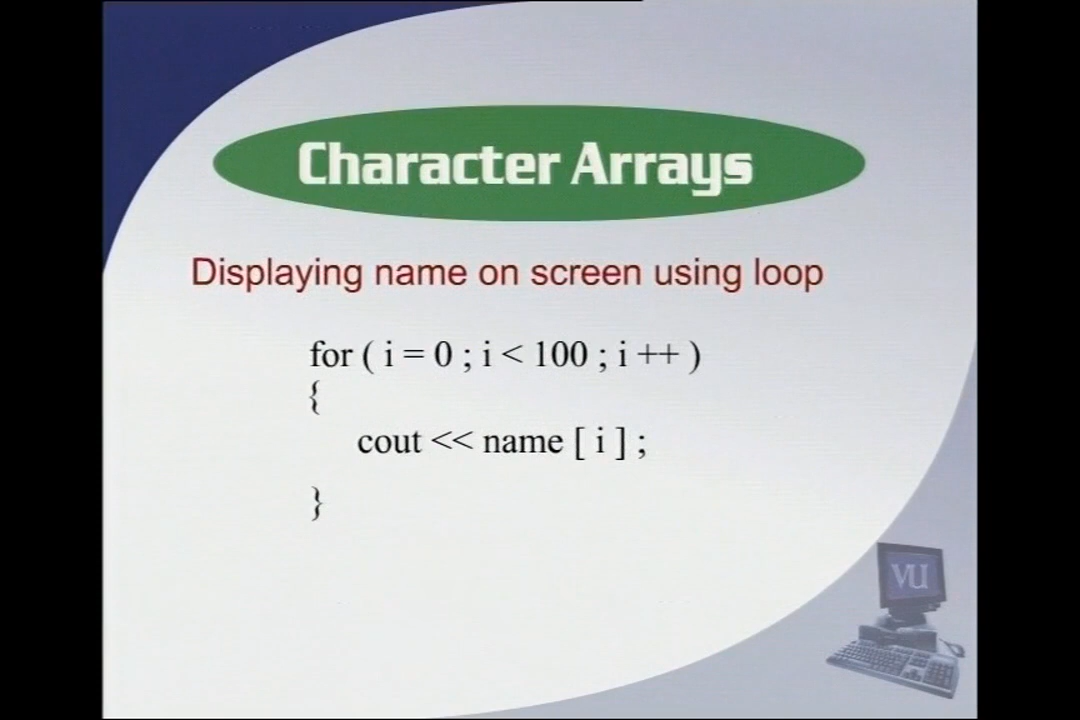 Character Arrays
Displaying name on screen using loop
for ( i = 0 ; i < 100 ; i ++ )
{
cout << name [ i ] ;
}
VU